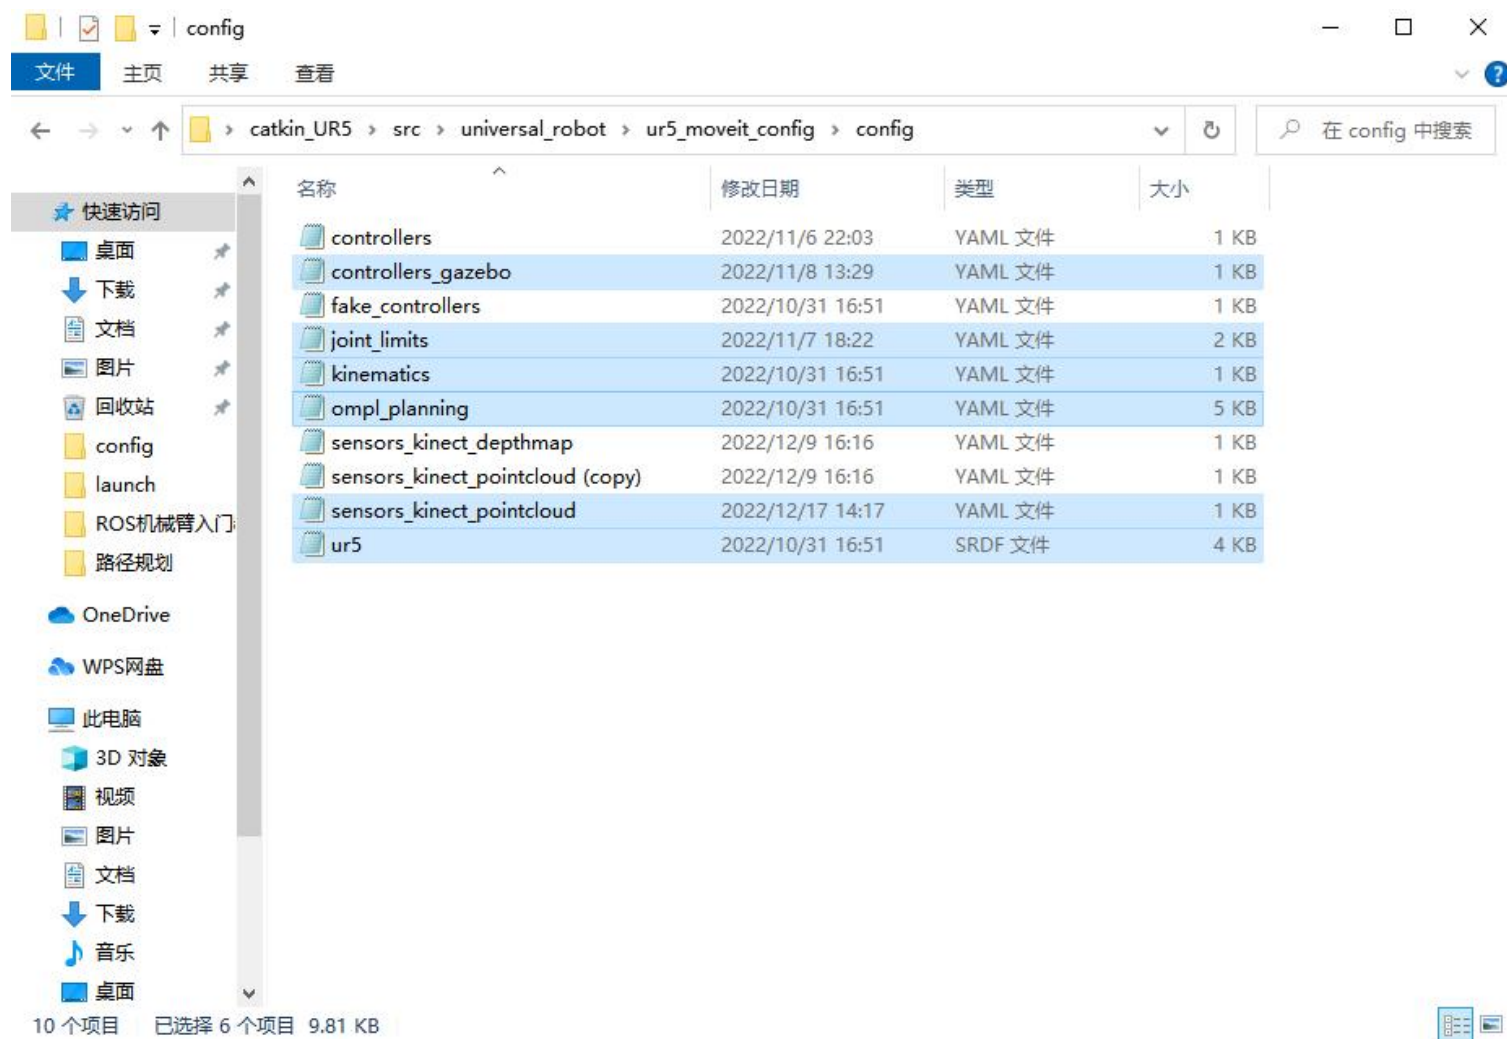 config
文件 主页 共享 查看
catkin_UR5 › src › universal_robot › ur5_moveit_config › config
在 config 中搜索
名称 修改日期 类型 大小
快速访问
桌面
下载
文档
图片
回收站
config
launch
ROS机械臂入门
路径规划
OneDrive
WPS网盘
此电脑
3D 对象
视频
图片
文档
下载
音乐
桌面
controllers 2022/11/6 22:03 YAML 文件 1 KB
controllers_gazebo 2022/11/8 13:29 YAML 文件 1 KB
fake_controllers 2022/10/31 16:51 YAML 文件 1 KB
joint_limits 2022/11/7 18:22 YAML 文件 2 KB
kinematics 2022/10/31 16:51 YAML 文件 1 KB
ompl_planning 2022/10/31 16:51 YAML 文件 5 KB
sensors_kinect_depthmap 2022/12/9 16:16 YAML 文件 1 KB
sensors_kinect_pointcloud (copy) 2022/12/9 16:16 YAML 文件 1 KB
sensors_kinect_pointcloud 2022/12/17 14:17 YAML 文件 1 KB
ur5 2022/10/31 16:51 SRDF 文件 4 KB
10 个项目 已选择 6 个项目 9.81 KB